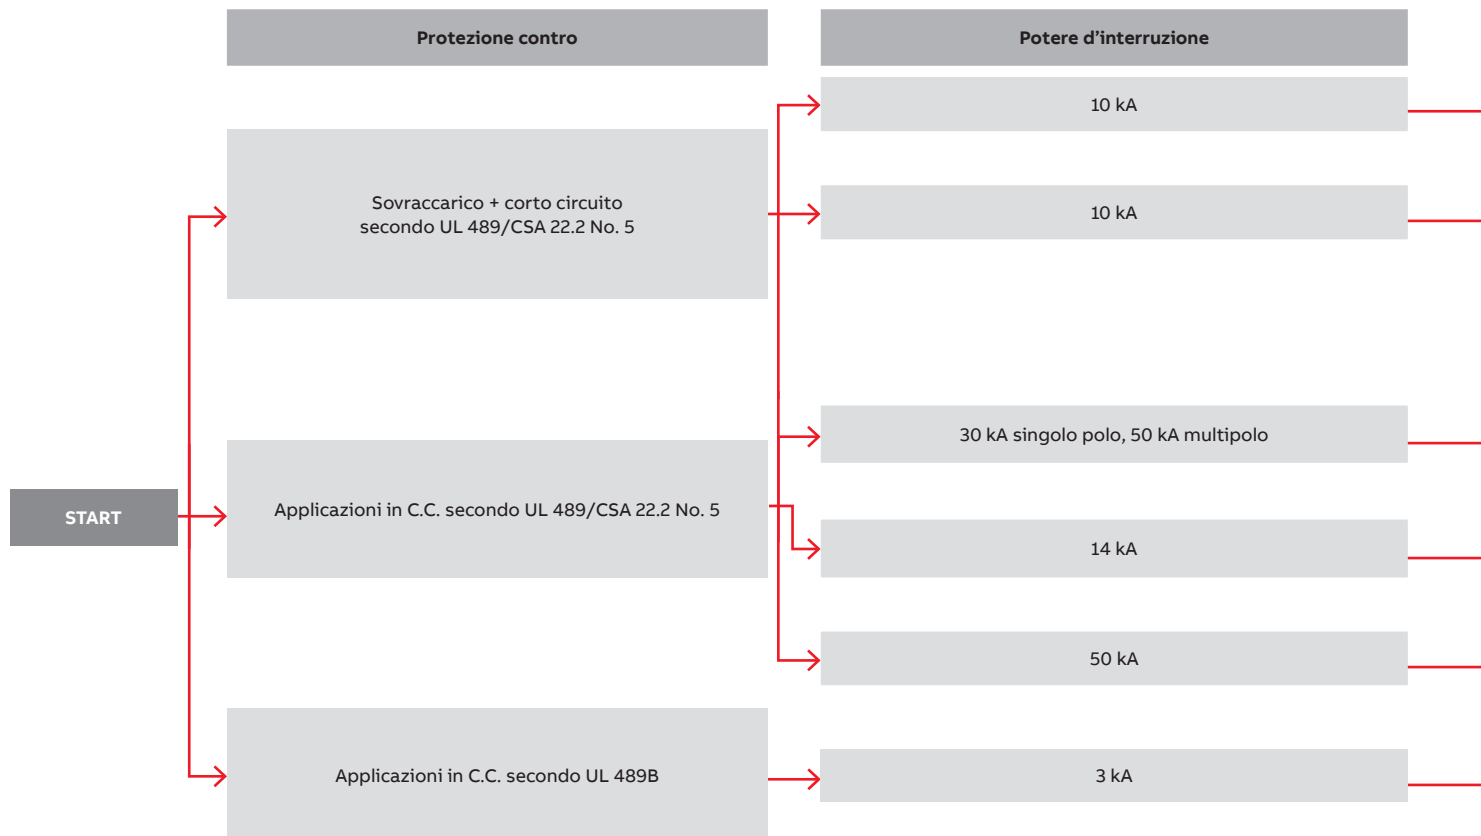 Protezione contro
Potere d'interruzione
10 kA
Sovraccarico + corto circuito
secondo UL 489/CSA 22.2 No. 5
10 kA
30 kA singolo polo, 50 kA multipolo
START
Applicazioni in C.C. secondo UL 489/CSA 22.2 No. 5
14 kA
50 kA
Applicazioni in C.C. secondo UL 489B
3 kA